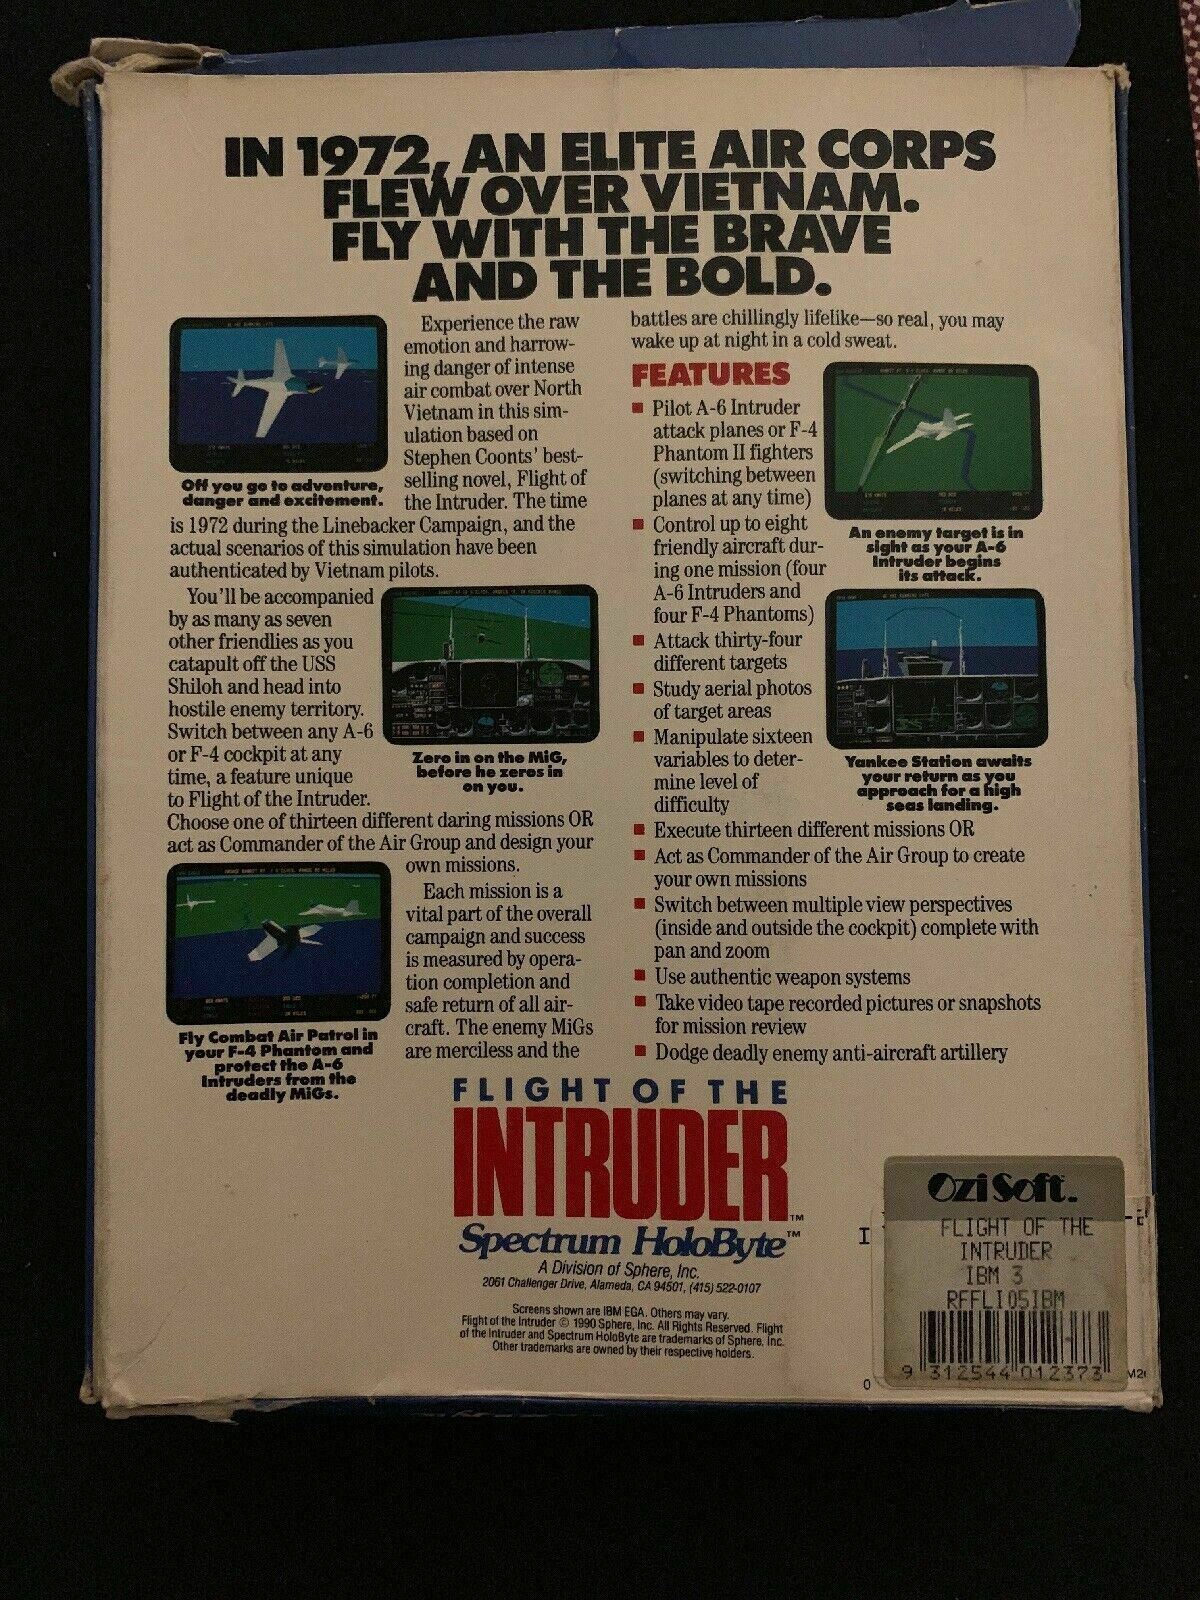 IN 1972, AN ELITE AIR CORPS
FLEW OVER VIETNAM.
FLY WITH THE BRAVE
AND THE BOLD.
Off you go to adventure,
danger and excitement.
Experience the raw
emotion and harrow-
ing danger of intense
air combat over North
Vietnam in this sim-
ulation based on
Stephen Coonts' best-
selling novel, Flight of
the Intruder. The time
is 1972 during the Linebacker Campaign, and the
actual scenarios of this simulation have been
authenticated by Vietnam pilots.
You'll be accompanied
by as many as seven
other friendlies as you
catapult off the USS
Shiloh and head into
hostile enemy territory.
Switch between any A-6
or F-4 cockpit at any
time, a feature unique
to Flight of the Intruder.
Choose one of thirteen different daring missions OR
act as Commander of the Air Group and design your
own missions.
Zero in on the MiG,
before he zeros in
on you.
Each mission is a
vital part of the overall
campaign and success
is measured by opera-
tion completion and
safe return of all air-
craft. The enemy MiGs
are merciless and the
Fly Combat Air Patrol in
your F-4 Phantom and
protect the A-6
Intruders from the
deadly MiGs.
battles are chillingly lifelike—so real, you may
wake up at night in a cold sweat.
FEATURES
Pilot A-6 Intruder
attack planes or F-4
Phantom II fighters
(switching between
planes at any time)
Control up to eight
friendly aircraft dur-
ing one mission (four
A-6 Intruders and
four F-4 Phantoms)
Attack thirty-four
different targets
Study aerial photos
of target areas
Manipulate sixteen
variables to deter-
mine level of
difficulty
Execute thirteen different missions OR
Act as Commander of the Air Group to create
your own missions
Switch between multiple view perspectives
(inside and outside the cockpit) complete with
pan and zoom
Use authentic weapon systems
Take video tape recorded pictures or snapshots
for mission review
Dodge deadly enemy anti-aircraft artillery
An enemy target is in
sight as your A-6
Intruder begins
its attack.
Yankee Station awaits
your return as you
approach for a high
seas landing.
FLIGHT OF THE
INTRUDER™
Spectrum HoloByte™
A Division of Sphere, Inc.
2061 Challenger Drive, Alameda, CA 94501, (415) 522-0107
Screens shown are IBM EGA. Others may vary.
Flight of the Intruder © 1990 Sphere, Inc. All Rights Reserved. Flight
of the Intruder and Spectrum HoloByte are trademarks of Sphere, Inc.
Other trademarks are owned by their respective holders.
OziSoft™
FLIGHT OF THE
INTRUDER
IBM 3
RFFLI05IBM
9 312544 012373
0